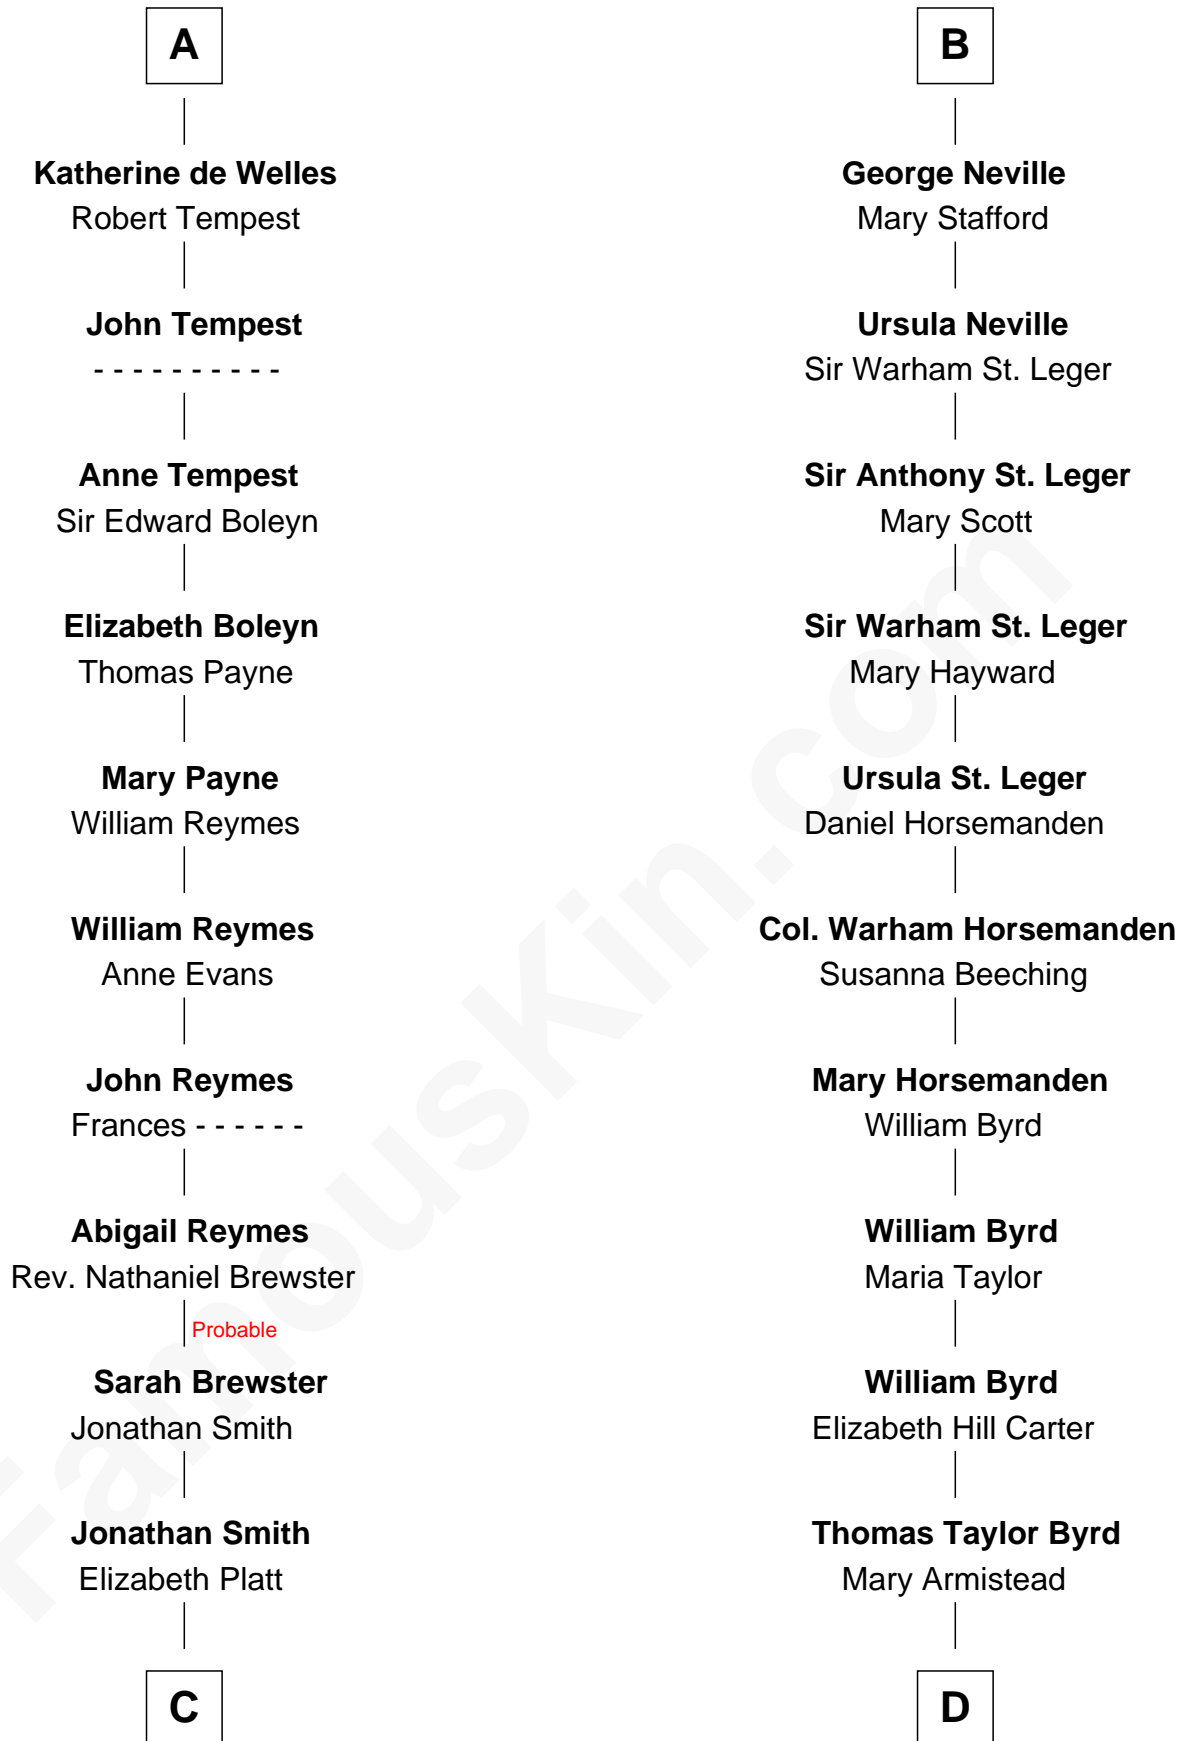 A
Katherine de Welles
Robert Tempest
John Tempest
- - - - - - - - - -
Anne Tempest
Sir Edward Boleyn
Elizabeth Boleyn
Thomas Payne
Mary Payne
William Reymes
William Reymes
Anne Evans
John Reymes
Frances - - - - - -
Abigail Reymes
Rev. Nathaniel Brewster
Probable
Sarah Brewster
Jonathan Smith
Jonathan Smith
Elizabeth Platt
C
B
George Neville
Mary Stafford
Ursula Neville
Sir Warham St. Leger
Sir Anthony St. Leger
Mary Scott
Sir Warham St. Leger
Mary Hayward
Ursula St. Leger
Daniel Horsemanden
Col. Warham Horsemanden
Susanna Beeching
Mary Horsemanden
William Byrd
William Byrd
Maria Taylor
William Byrd
Elizabeth Hill Carter
Thomas Taylor Byrd
Mary Armistead
D
FamousKin.com